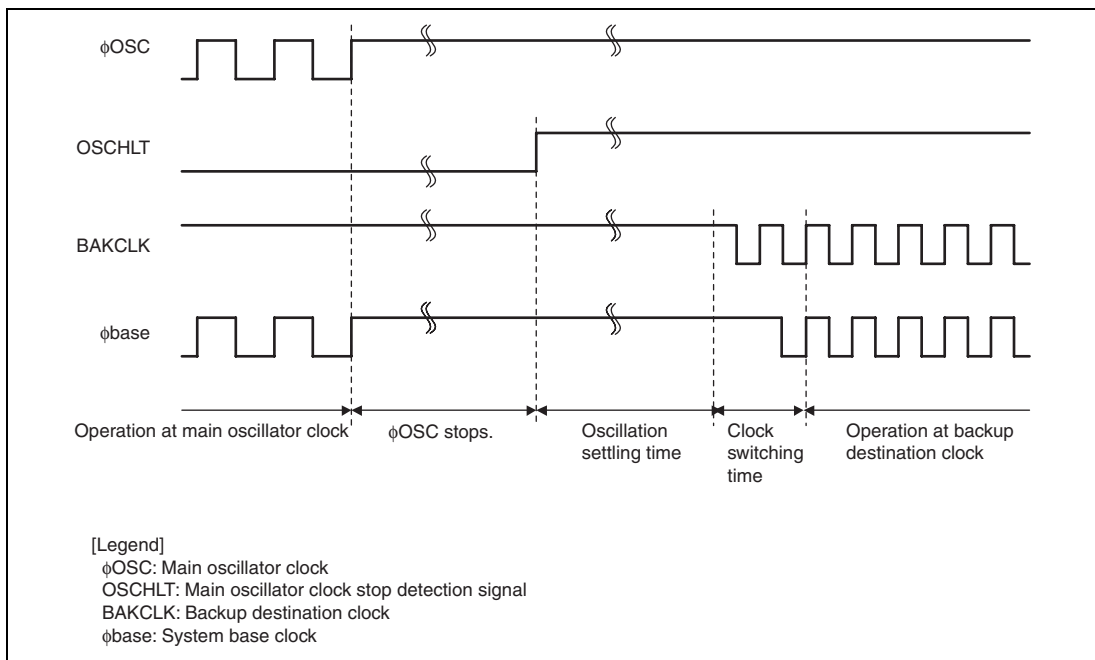 φOSC
OSCHLT
BAKCLK
φbase
Operation at main oscillator clock
φOSC stops.
Oscillation
settling time
Clock
switching
time
Operation at backup
destination clock
[Legend]
φOSC: Main oscillator clock
OSCHLT: Main oscillator clock stop detection signal
BAKCLK: Backup destination clock
φbase: System base clock